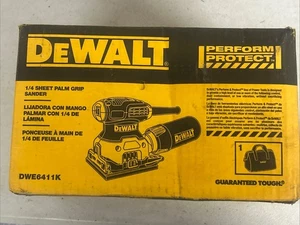 DEWALT
PERFORM
& PROTECT
1/4 SHEET PALM GRIP
SANDER
LIJADORA CON MANGO
PALMAR CON 1/4 DE
LÁMINA
PONCEUSE À MAIN DE
1/4 DE FEUILLE
DEWALT
1
DWE6411K
GUARANTEED TOUGH